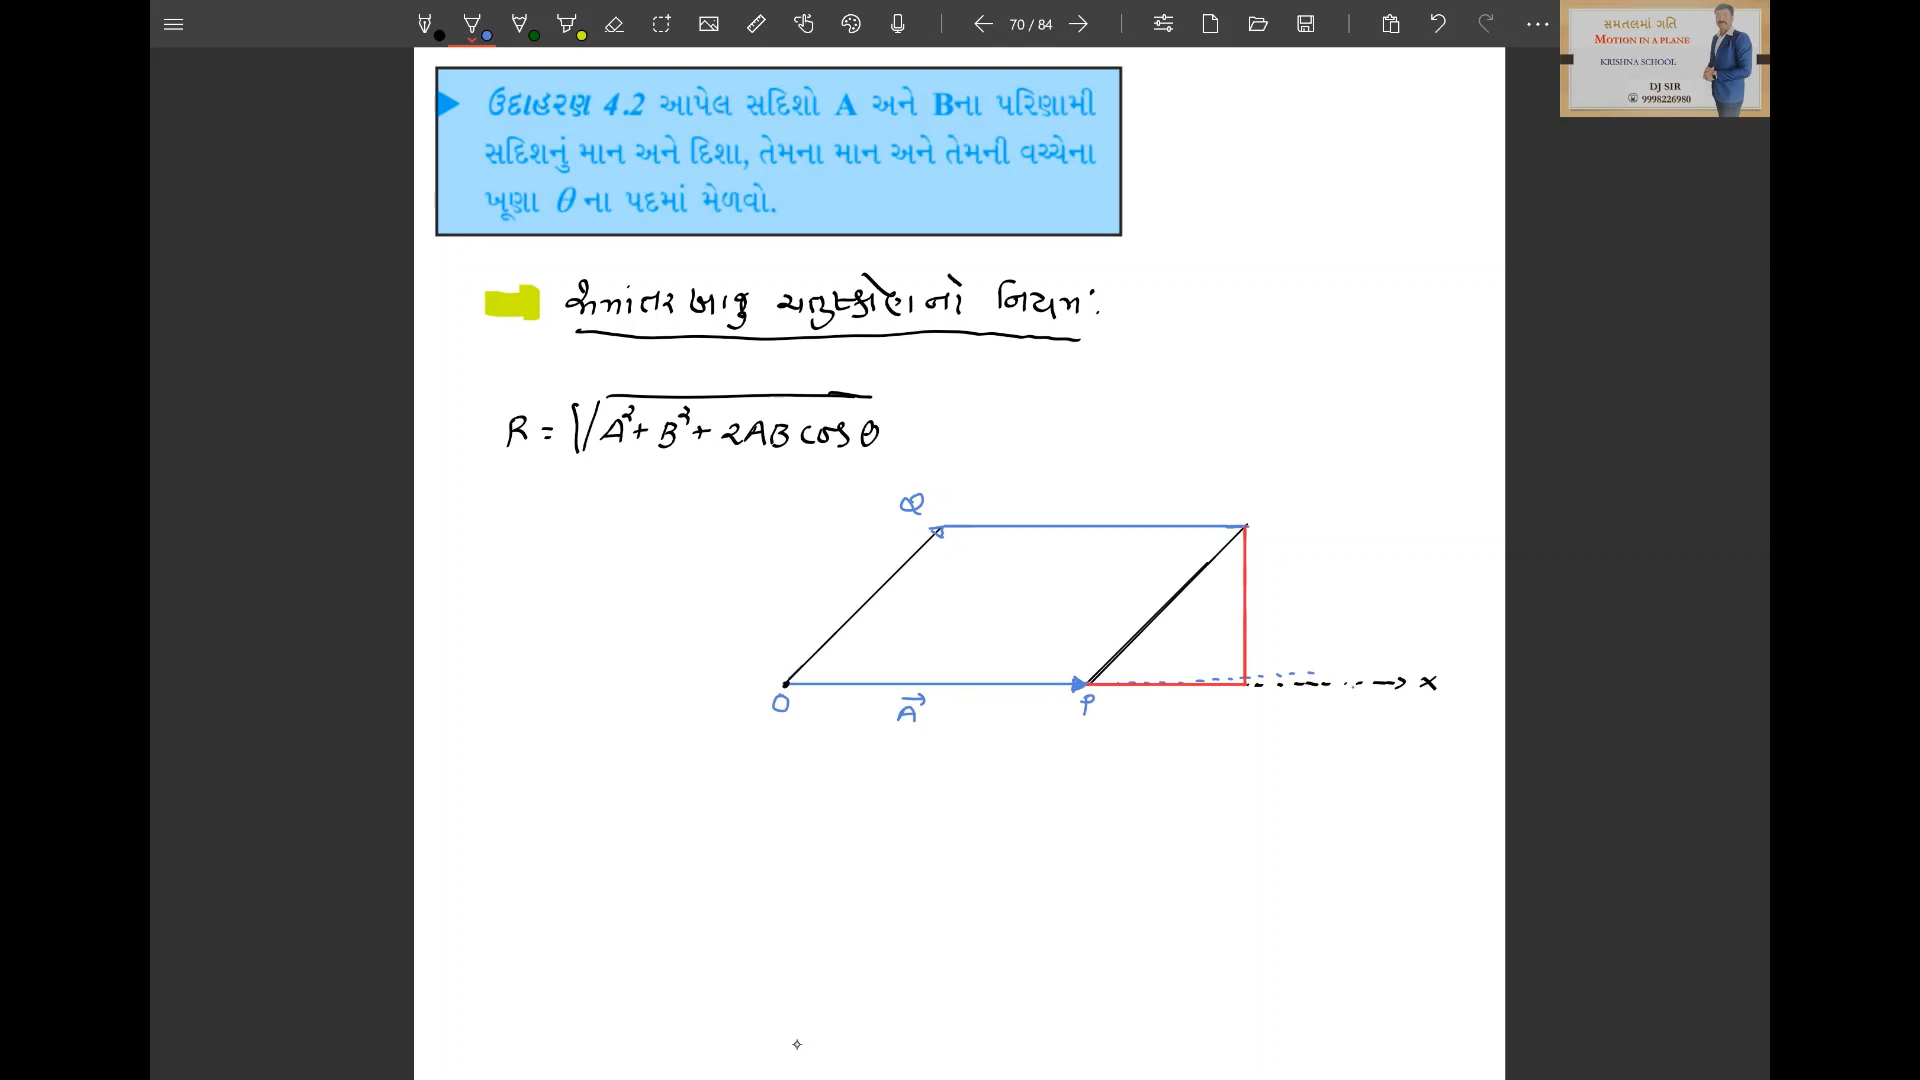 70 / 84
સમતલમાં ગતિ
MOTION IN A PLANE
KRISHNA SCHOOL
DJ SIR
9998226980
ઉદાહરણ 4.2 આપેલ સદિશો A અને Bના પરિણામી
સદિશનું માન અને દિશા, તેમના માન અને તેમની વચ્ચેના
ખૂણા θ ના પદમાં મેળવો.
સમાંતર બાજુ ચતુષ્કોણનો નિયમ:
R = √A² + B² + 2AB cos θ
Q
O
A→
P
X